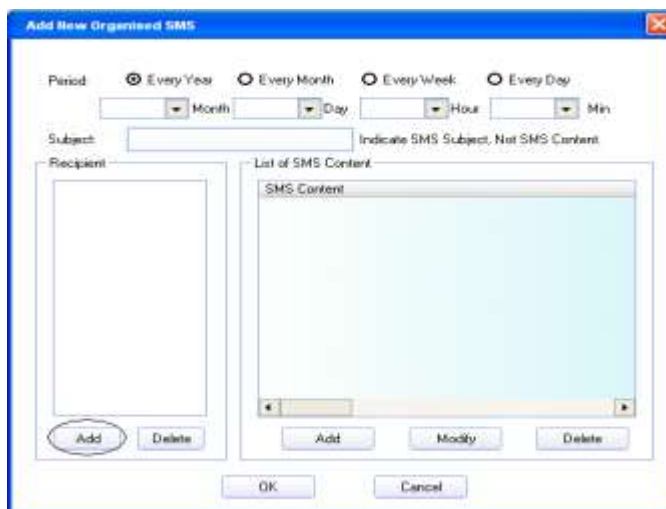 Add New Organised SMS
Period: Every Year Every Month Every Week Every Day
Month Day Hour Min
Subject: Indicate SMS Subject, Not SMS Content
Recipient List of SMS Content
SMS Content
Add Delete Add Modify Delete
OK Cancel